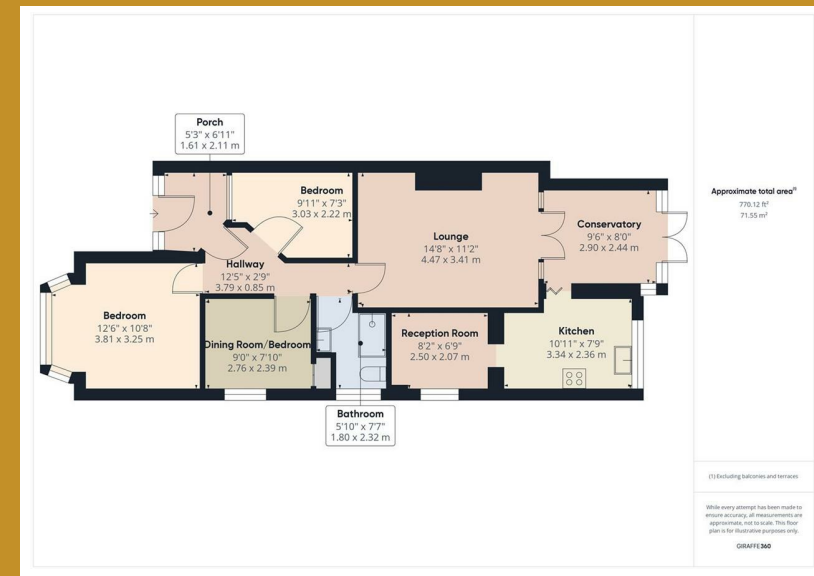 Porch
5'3" x 6'11"
1.61 x 2.11 m
Bedroom
9'11" x 7'3"
3.03 x 2.22 m
Lounge
14'8" x 11'2"
4.47 x 3.41 m
Conservatory
9'6" x 8'0"
2.90 x 2.44 m
Hallway
12'5" x 2'9"
3.79 x 0.85 m
Bedroom
12'6" x 10'8"
3.81 x 3.25 m
Dining Room/Bedroom
9'0" x 7'10"
2.76 x 2.39 m
Reception Room
8'2" x 6'9"
2.50 x 2.07 m
Kitchen
10'11" x 7'9"
3.34 x 2.36 m
Bathroom
5'10" x 7'7"
1.80 x 2.32 m
Approximate total area⁽¹⁾
770.12 ft²
71.55 m²
(1) Excluding balconies and terraces
While every attempt has been made to
ensure accuracy, all measurements are
approximate, not to scale. This floor
plan is for illustrative purposes only.
GIRAFFE360